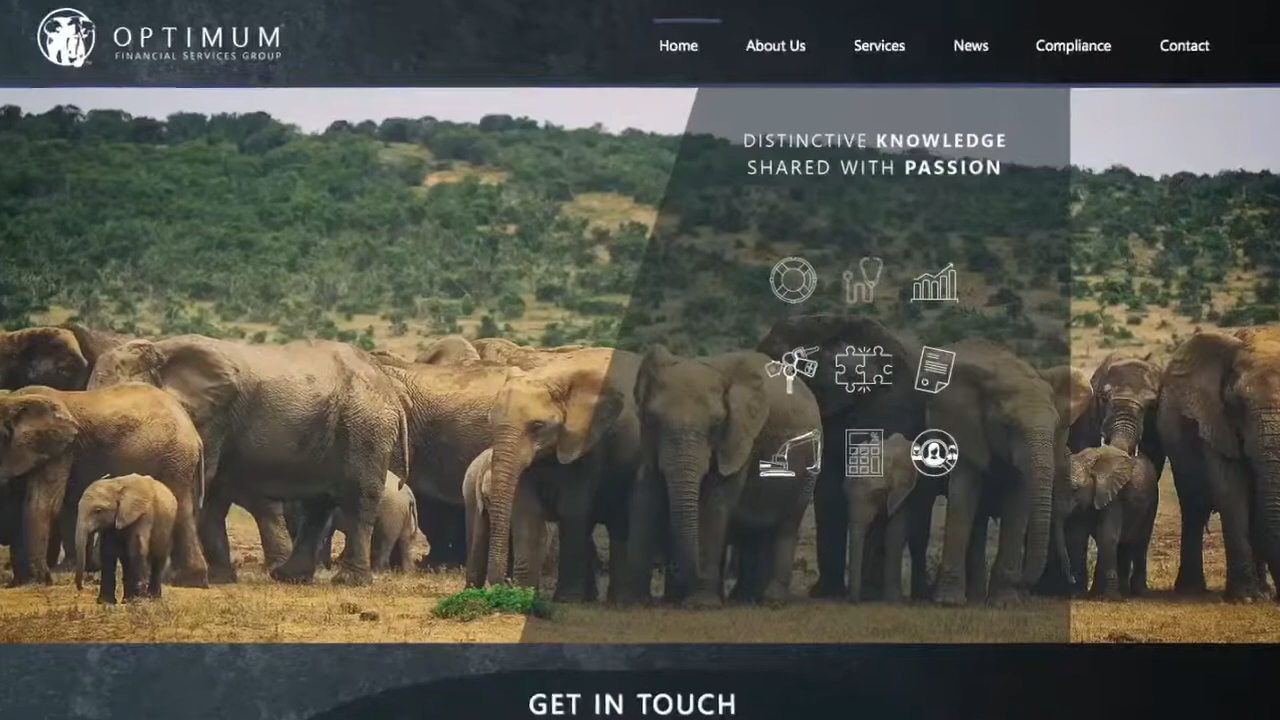 OPTIMUM
FINANCIAL SERVICES GROUP
Home
About Us
Services
News
Compliance
Contact
DISTINCTIVE KNOWLEDGE
SHARED WITH PASSION
GET IN TOUCH